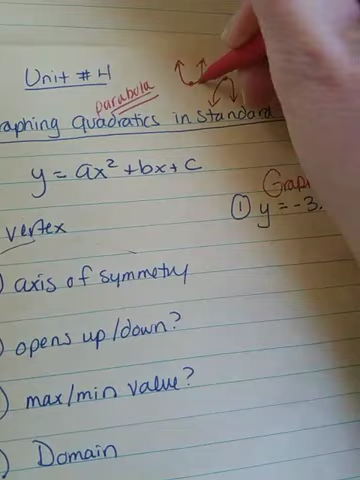 Unit #4
parabola
raphing Quadratics in Standard
y = ax² + bx + c
Grap
① y = -3.
vertex
) axis of symmetry
) opens up/down?
) max/min value?
) Domain